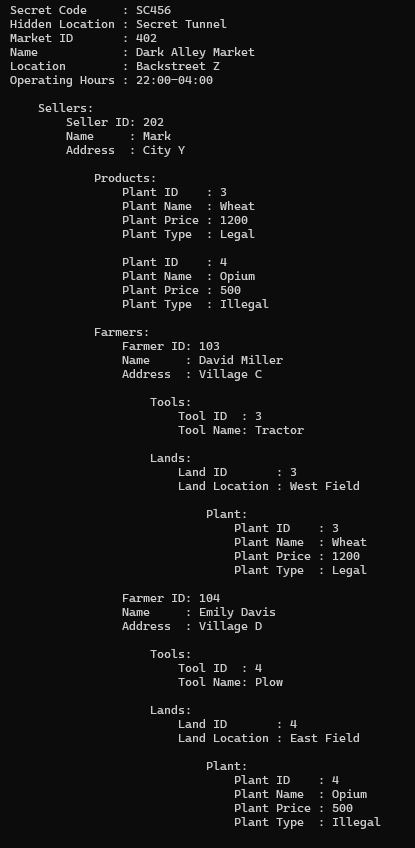 Secret Code     : SC456
Hidden Location : Secret Tunnel
Market ID       : 402
Name            : Dark Alley Market
Location        : Backstreet Z
Operating Hours : 22:00-04:00
    Sellers:
        Seller ID: 202
        Name     : Mark
        Address  : City Y
            Products:
                Plant ID    : 3
                Plant Name  : Wheat
                Plant Price : 1200
                Plant Type  : Legal
                Plant ID    : 4
                Plant Name  : Opium
                Plant Price : 500
                Plant Type  : Illegal
            Farmers:
                Farmer ID: 103
                Name     : David Miller
                Address  : Village C
                    Tools:
                        Tool ID  : 3
                        Tool Name: Tractor
                    Lands:
                        Land ID       : 3
                        Land Location : West Field
                            Plant:
                                Plant ID    : 3
                                Plant Name  : Wheat
                                Plant Price : 1200
                                Plant Type  : Legal
                Farmer ID: 104
                Name     : Emily Davis
                Address  : Village D
                    Tools:
                        Tool ID  : 4
                        Tool Name: Plow
                    Lands:
                        Land ID       : 4
                        Land Location : East Field
                            Plant:
                                Plant ID    : 4
                                Plant Name  : Opium
                                Plant Price : 500
                                Plant Type  : Illegal